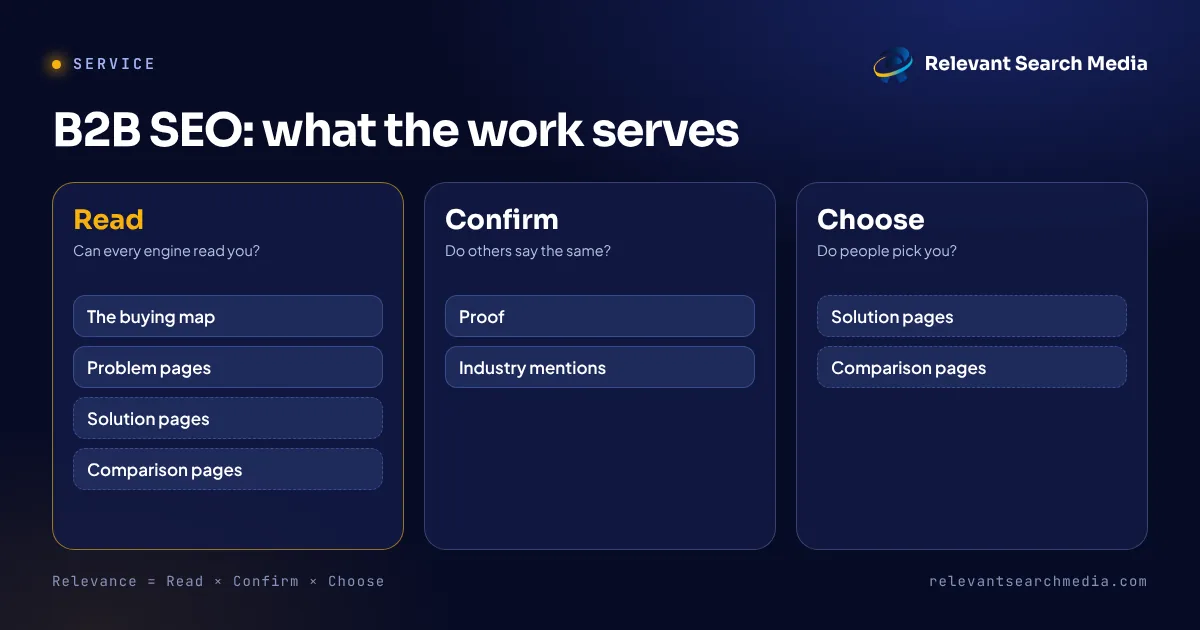 SERVICE
Relevant Search Media
B2B SEO: what the work serves
Read
Can every engine read you?
The buying map
Problem pages
Solution pages
Comparison pages
Confirm
Do others say the same?
Proof
Industry mentions
Choose
Do people pick you?
Solution pages
Comparison pages
Relevance = Read × Confirm × Choose
relevantsearchmedia.com